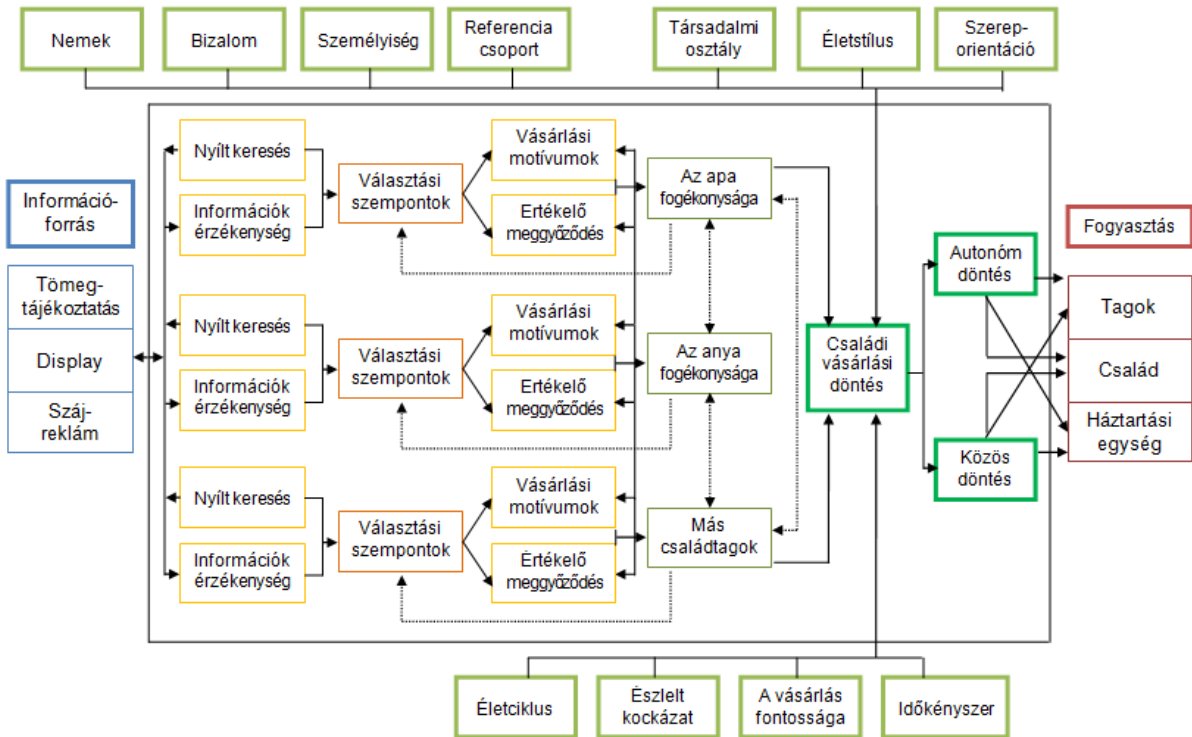 Nemek
Bizalom
Személyiség
Referencia
csoport
Társadalmi
osztály
Életstílus
Szerep-
orientáció
Információ-
forrás
Tömeg-
tájékoztatás
Display
Száj-
reklám
Nyílt keresés
Információk
érzékenység
Választási
szempontok
Vásárlási
motívumok
Értékelő
meggyőződés
Az apa
fogékonysága
Nyílt keresés
Információk
érzékenység
Választási
szempontok
Vásárlási
motívumok
Értékelő
meggyőződés
Az anya
fogékonysága
Nyílt keresés
Információk
érzékenység
Választási
szempontok
Vásárlási
motívumok
Értékelő
meggyőződés
Más
családtagok
Családi
vásárlási
döntés
Autonóm
döntés
Közös
döntés
Fogyasztás
Tagok
Család
Háztartási
egység
Életciklus
Észlelt
kockázat
A vásárlás
fontossága
Időkényszer